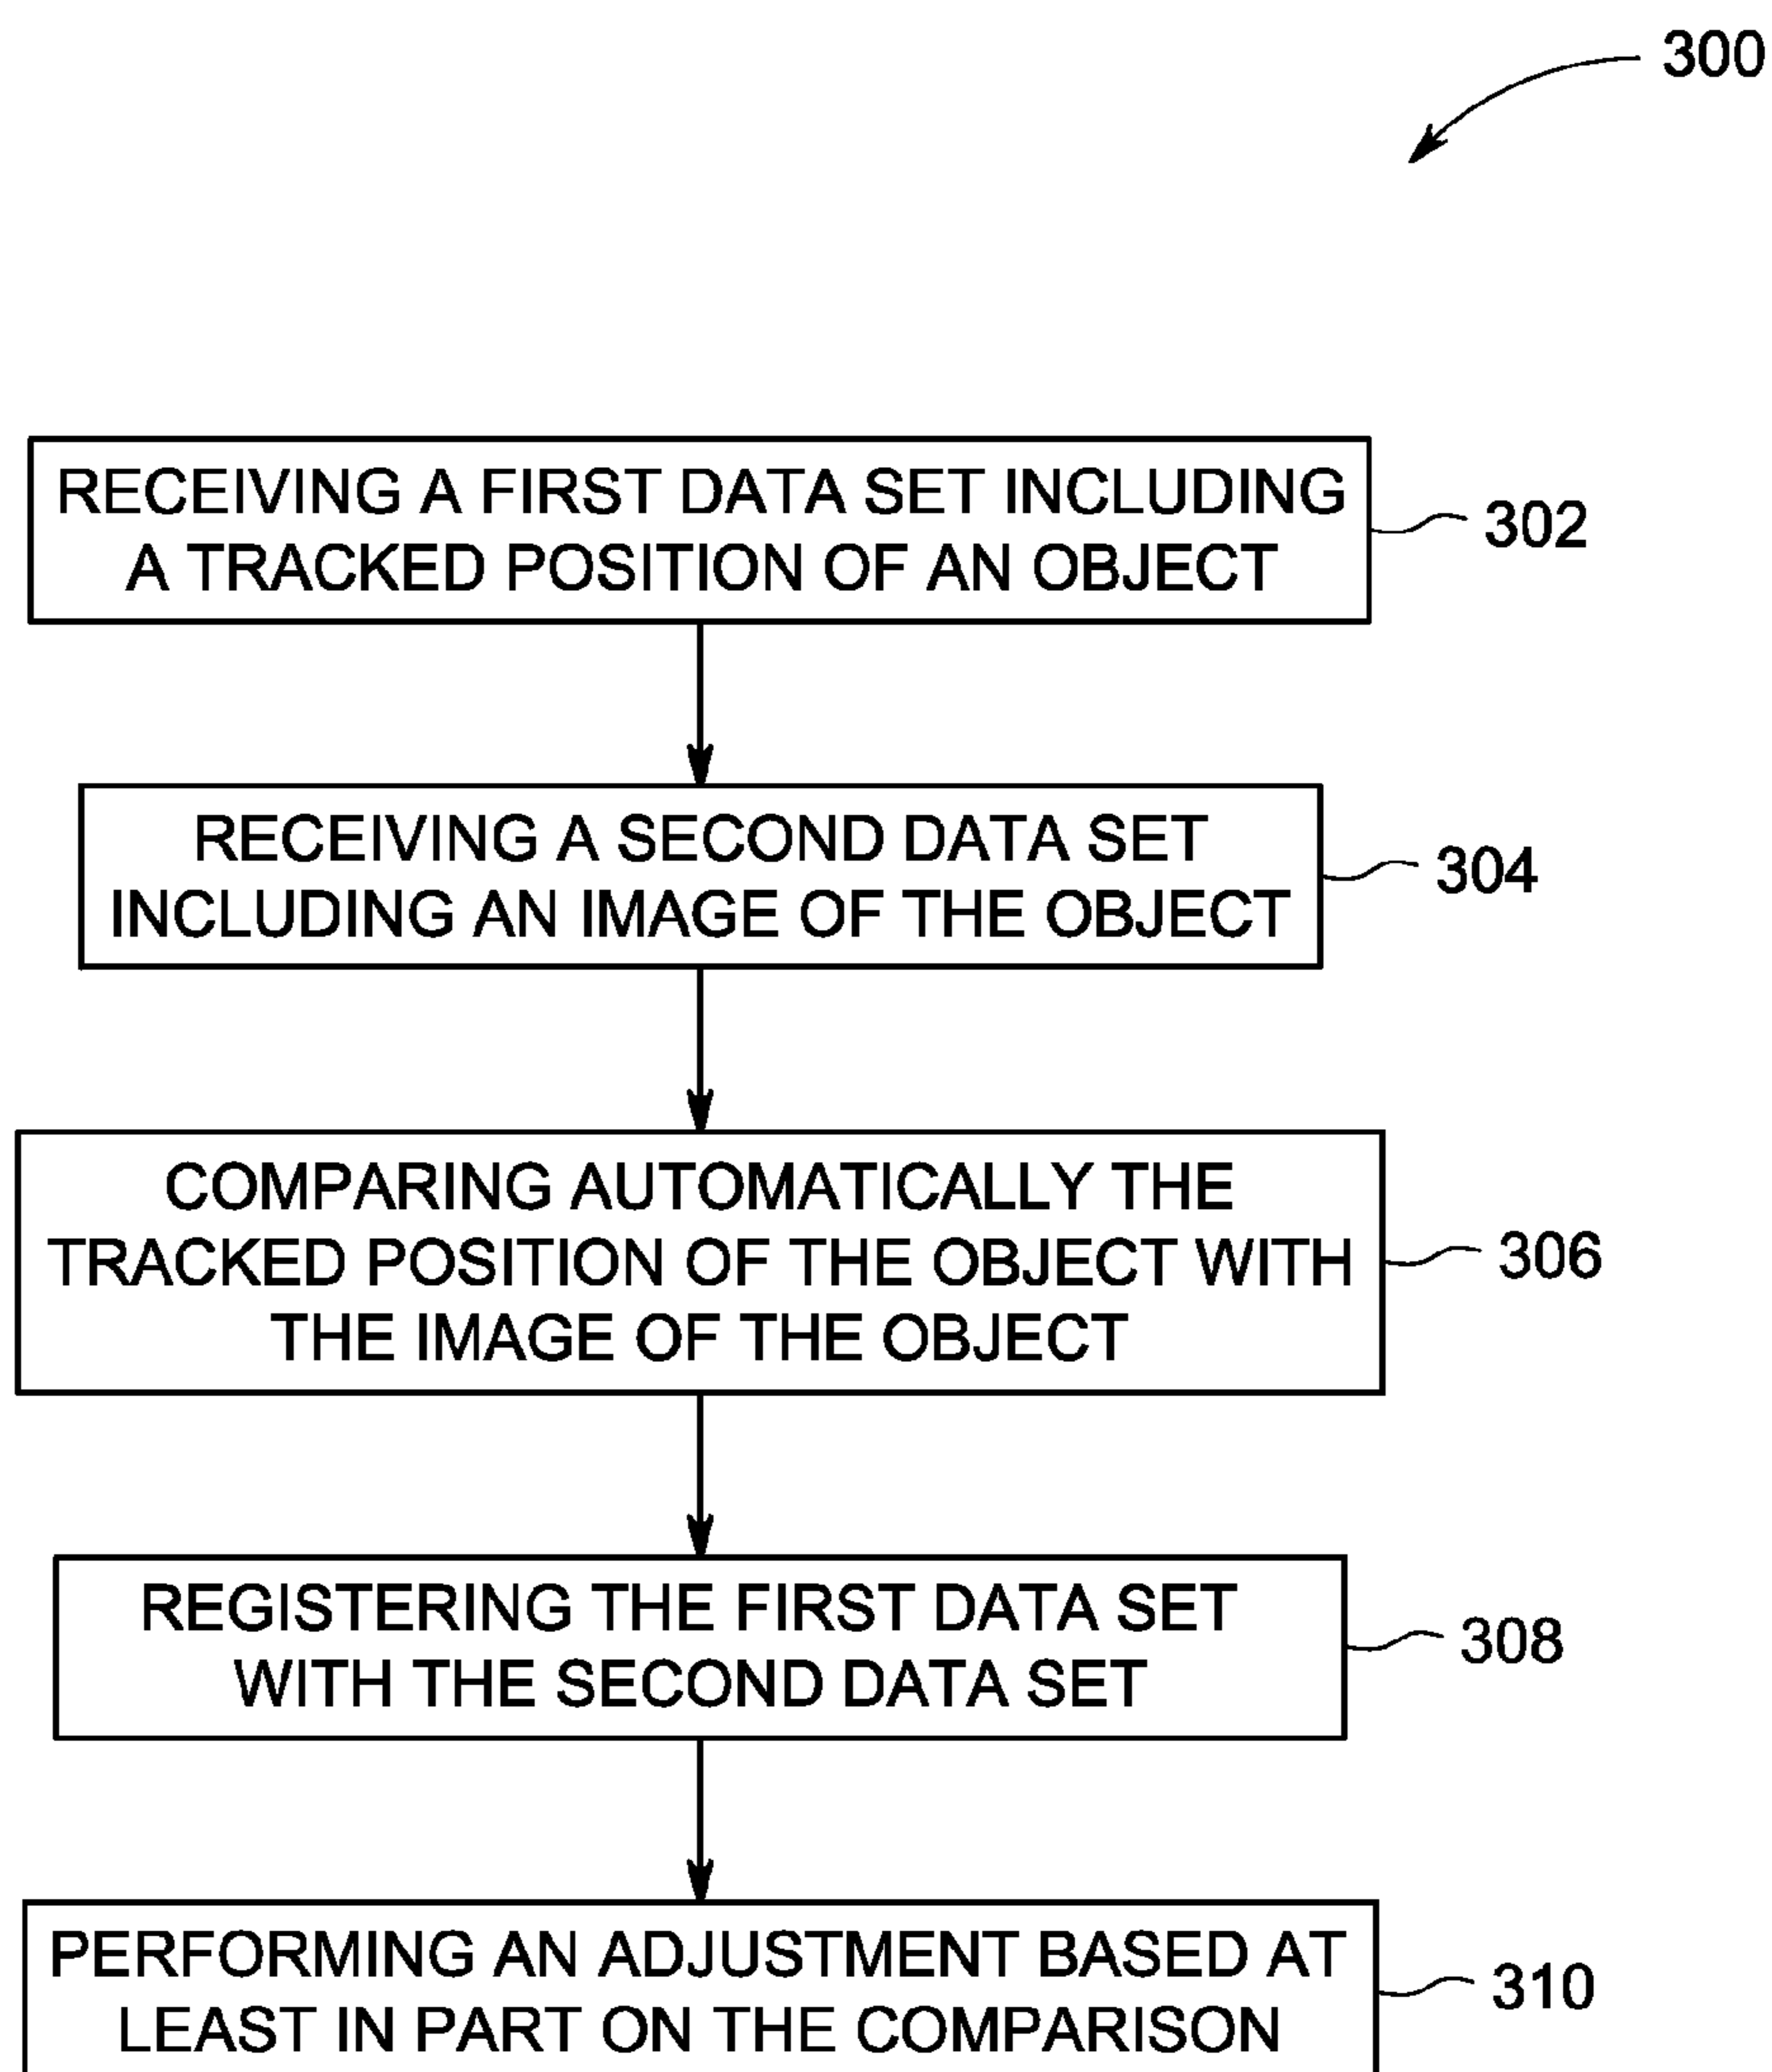 300
RECEIVING A FIRST DATA SET INCLUDING
A TRACKED POSITION OF AN OBJECT
302
RECEIVING A SECOND DATA SET
INCLUDING AN IMAGE OF THE OBJECT
304
COMPARING AUTOMATICALLY THE
TRACKED POSITION OF THE OBJECT WITH
THE IMAGE OF THE OBJECT
306
REGISTERING THE FIRST DATA SET
WITH THE SECOND DATA SET
308
PERFORMING AN ADJUSTMENT BASED AT
LEAST IN PART ON THE COMPARISON
310